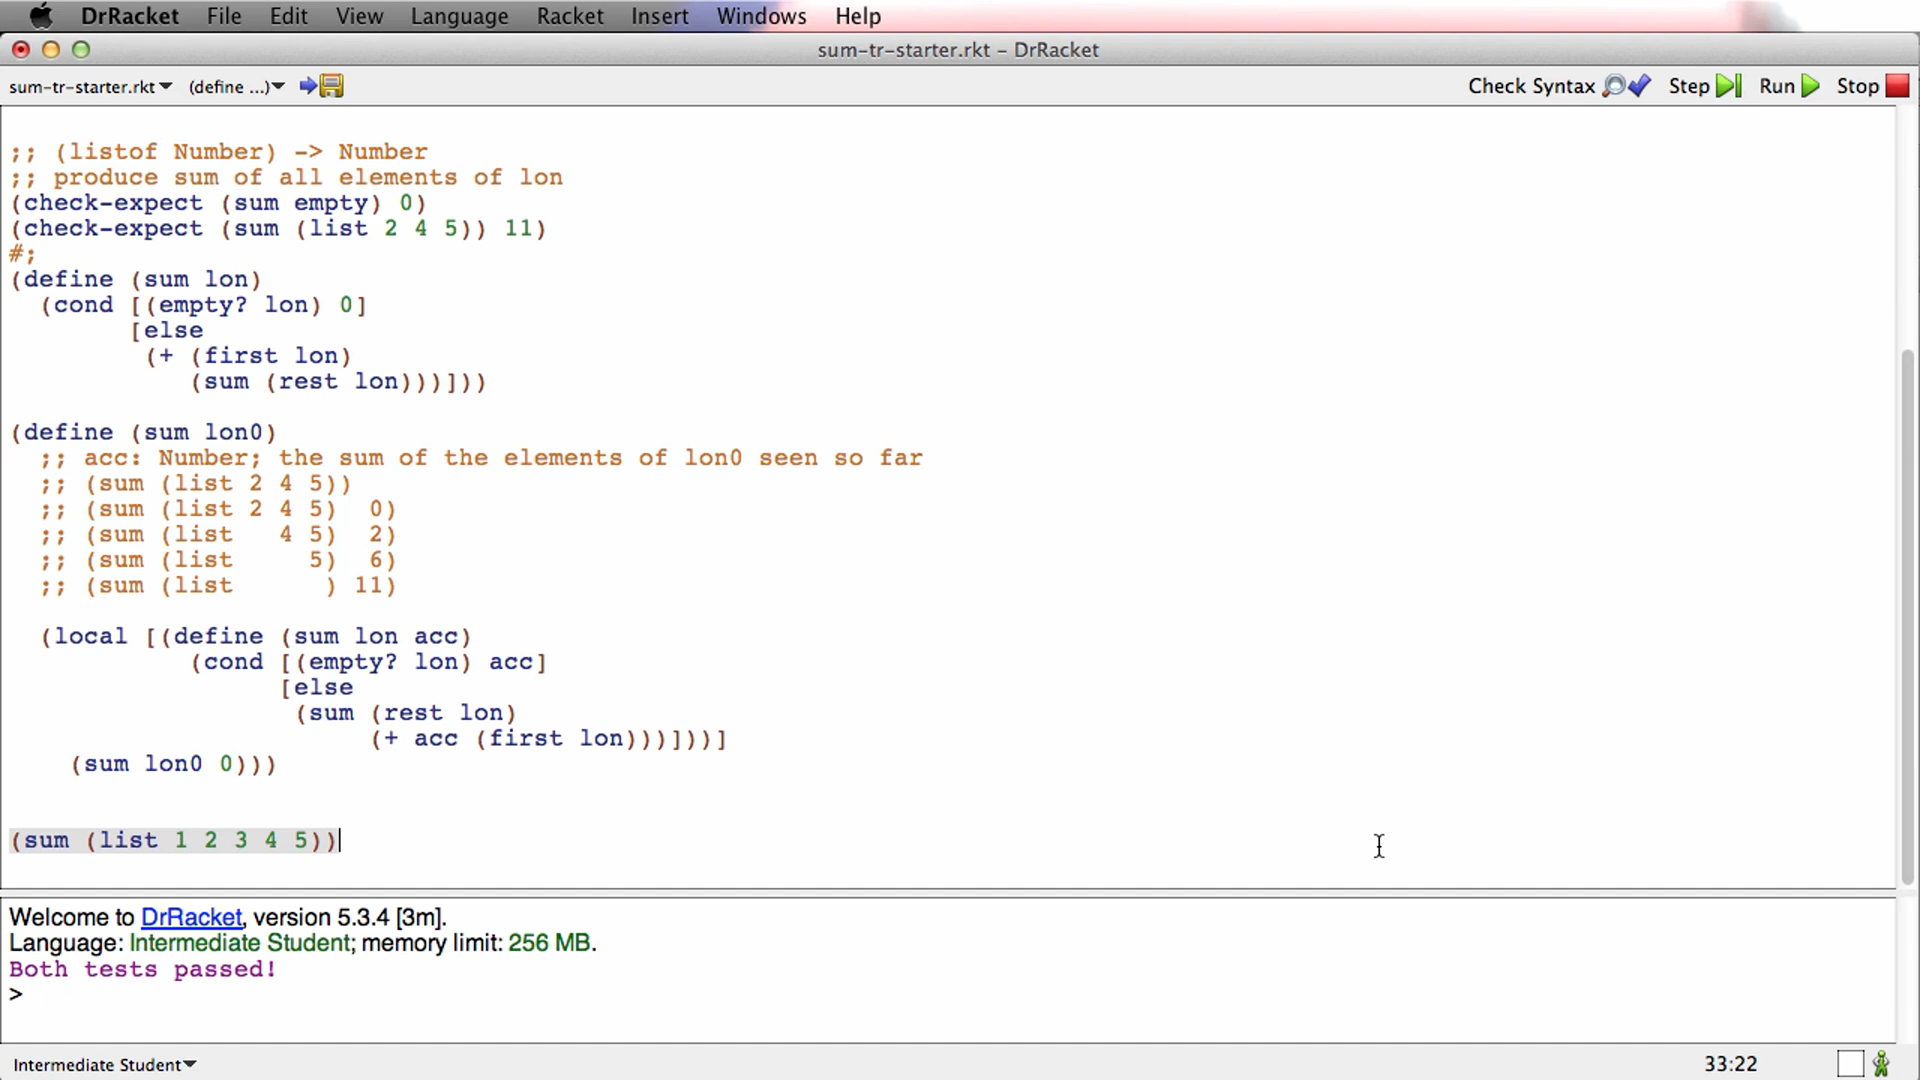 DrRacket File Edit View Language Racket Insert Windows Help
sum-tr-starter.rkt - DrRacket
sum-tr-starter.rkt (define ...) Check Syntax Step Run Stop
;; (listof Number) -> Number
;; produce sum of all elements of lon
(check-expect (sum empty) 0)
(check-expect (sum (list 2 4 5)) 11)
#;
(define (sum lon)
  (cond [(empty? lon) 0]
        [else
         (+ (first lon)
            (sum (rest lon)))]))
(define (sum lon0)
  ;; acc: Number; the sum of the elements of lon0 seen so far
  ;; (sum (list 2 4 5))
  ;; (sum (list 2 4 5)  0)
  ;; (sum (list   4 5)  2)
  ;; (sum (list     5)  6)
  ;; (sum (list      ) 11)
  (local [(define (sum lon acc)
            (cond [(empty? lon) acc]
                  [else
                   (sum (rest lon)
                        (+ acc (first lon)))]))]
    (sum lon0 0)))
(sum (list 1 2 3 4 5))
Welcome to DrRacket, version 5.3.4 [3m].
Language: Intermediate Student; memory limit: 256 MB.
Both tests passed!
>
Intermediate Student 33:22